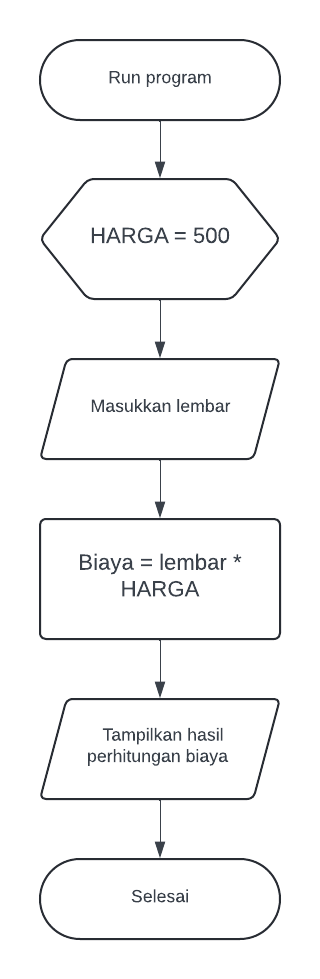 Run program
HARGA = 500
Masukkan lembar
Biaya = lembar *
HARGA
Tampilkan hasil
perhitungan biaya
Selesai